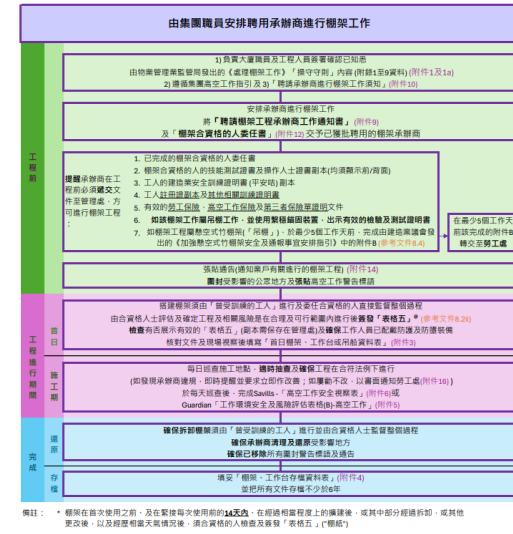 由集團職員安排聘用承辦商進行棚架工作
1) 負責大廈職員及工程人員簽署確認已知悉
由物業管理業監管局發出的《處理棚架工作》「操守守則」內容 (附錄1至9資料) (附件1及1a)
2) 遵循集團高空工作指引及 3)「聘請承辦商進行棚架工作須知」(附件10)
安排承辦商進行棚架工作
將「聘請棚架工程承辦商工作通知書」(附件9)
及「棚架合資格的人委任書」(附件12) 交予已獲批聘用的棚架承辦商
工程前
提醒承辦商在工程前必須遞交文件至管理處,方可進行棚架工程:
1. 已完成的棚架合資格的人委任書
2. 棚架合資格的人的技能測試證書及操作人士證書副本(均須顯示前/背面)
3. 工人的建造業安全訓練證明書 (平安咭) 副本
4. 工人註冊證副本及其他相關訓練證明書
5. 有效的勞工保險、高空工作保險及第三者保險單證明文件
6. 如該棚架工作屬吊棚工作,並使用繫穩錨固裝置,出示有效的檢驗及測試證明書
7. 如棚架工程屬懸空式竹棚架(「吊棚」)、於最少5個工作天前,完成由建造業議會發出的《加強懸空式竹棚架安全及通報事宜安排指引》中的附件B (參考文件8.4)
在最少5個工作天前該完成的附件B轉交至勞工處
張貼通告(通知業戶有關進行的棚架工程) (附件14)
圍封受影響的公眾地方及張貼高空工作警告標語
工程進行期間
首日
搭建棚架須由「曾受訓練的工人」進行及委任合資格的人直接監督整個過程
由合資格人士評估及確定工程及相關風險是在合理及可行範圍內進行後簽發「表格五」* (參考文件8.2ii)
檢查有否展示有效的「表格五」(副本需保存在管理處)及確保工作人員已配戴防護及防墮裝備
核對文件及現場視察後填寫「首日棚架、工作台或吊船資料表」(附件3)
施工期
每日巡查施工地點,適時抽查及確保工作在合符法例下進行
(如發現承辦商違規,即時提醒並要求立即作改善;如屢勸不改,以書面通知勞工處(附件16) )
於每天巡查後,完成Savills -「高空工作安全視察表」(附件6)或
Guardian「工作環境安全及風險評估表格(B)-高空工作」(附件5)
完成
還原
確保拆卸棚架須由「曾受訓練的工人」進行並由合資格人士監督整個過程
確保承辦商清理及還原受影響地方
確保已移除所有圍封警告標語及通告
存檔
填妥「棚架、工作台存檔資料表」(附件4)
並把所有文件存檔不少於6年
備註: * 棚架在首次使用之前、及在緊接每次使用前的14天內、在經過相當程度上的擴建後,或其中部分經過拆卸,或其他
更改後,以及經歷相當天氣情況後,須合資格的人檢查及簽發「表格五」("棚紙")